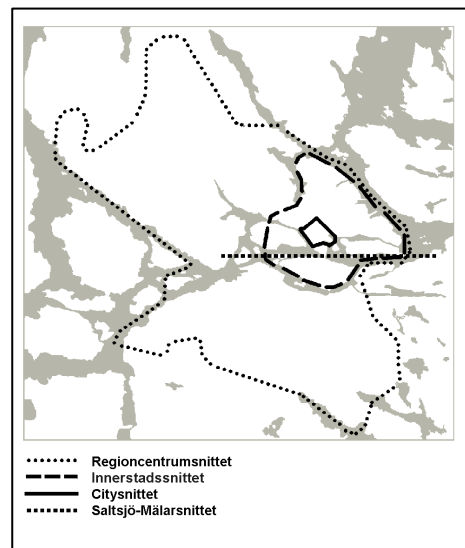 Regioncentrumsnittet
Innerstadssnittet
Citysnittet
Saltsjö-Mälarsnittet